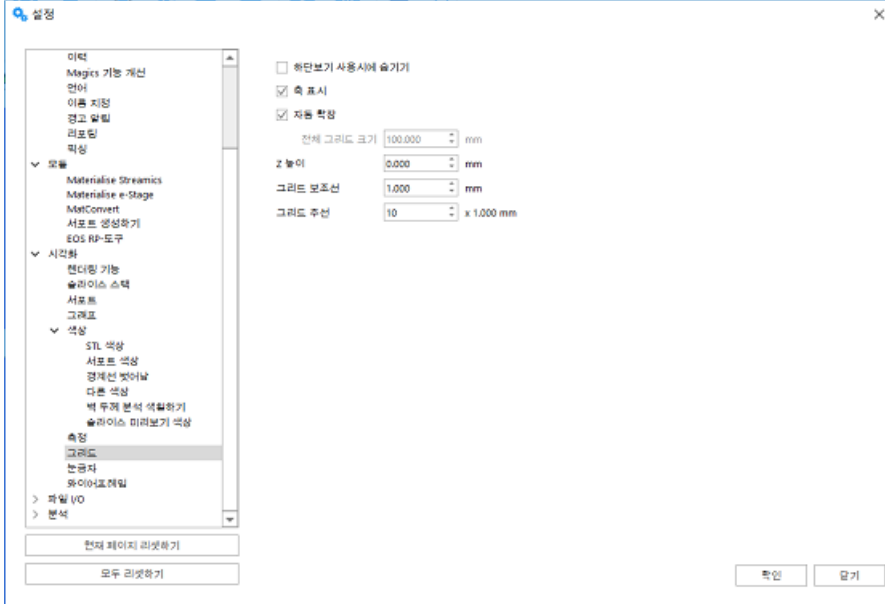 설정
이력
Magics 기능 개선
언어
이름 지정
경고 알림
리포팅
픽싱
모듈
Materialise Streamics
Materialise e-Stage
MatConvert
서포트 생성하기
EOS RP-도구
시각화
렌더링 기능
슬라이스 스택
서포트
그래프
색상
STL 색상
서포트 색상
경계선 벗어남
다른 색상
벽 두께 분석 색칠하기
슬라이스 미리보기 색상
측정
그리드
눈금자
와이어프레임
파일 I/O
분석
현재 페이지 리셋하기
모두 리셋하기
하단보기 사용시에 숨기기
축 표시
자동 확장
전체 그리드 크기 100.000 mm
Z 높이 0.000 mm
그리드 보조선 1.000 mm
그리드 주선 10 x 1.000 mm
확인 닫기